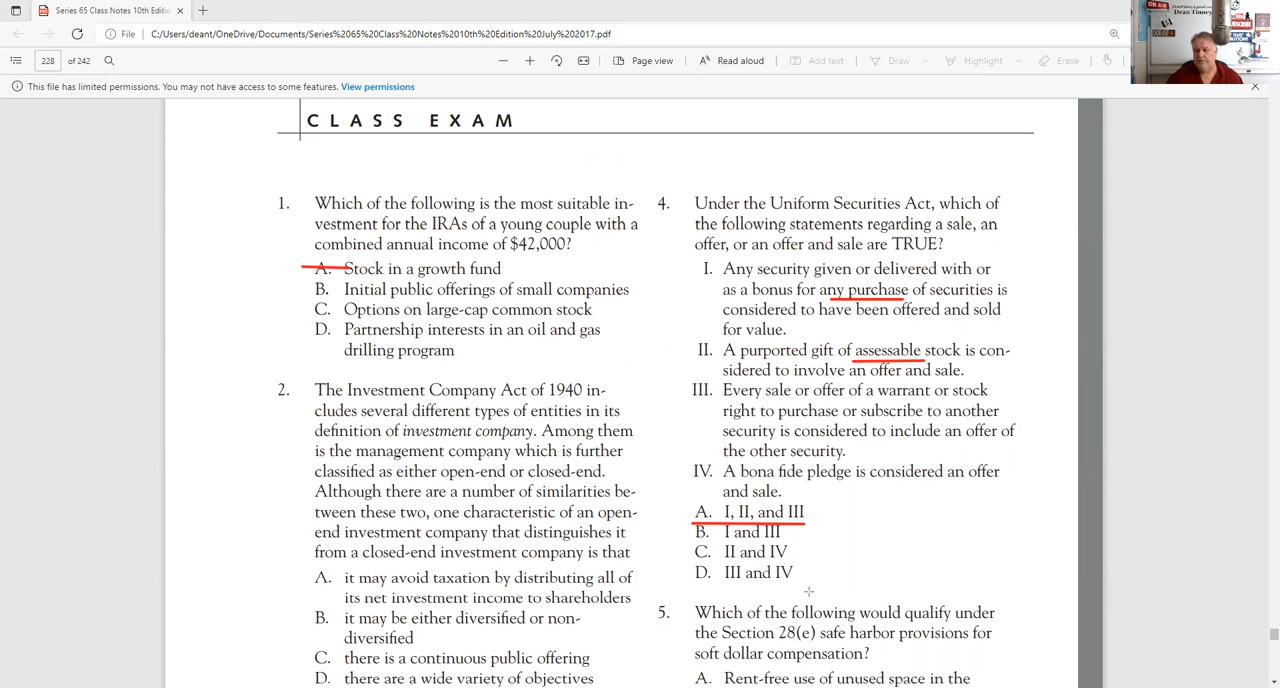 Series 65 Class Notes 10th Edition
File
C:/Users/deant/OneDrive/Documents/Series%2065%20Class%20Notes%2010th%20Edition%20July%202017.pdf
228 of 242
Page view
Read aloud
Add text
Draw
Highlight
Erase
This file has limited permissions. You may not have access to some features. View permissions
ON AIR
Dean Tinney
CLASS EXAM
1. Which of the following is the most suitable in-
vestment for the IRAs of a young couple with a
combined annual income of $42,000?
A. Stock in a growth fund
B. Initial public offerings of small companies
C. Options on large-cap common stock
D. Partnership interests in an oil and gas
drilling program
2. The Investment Company Act of 1940 in-
cludes several different types of entities in its
definition of investment company. Among them
is the management company which is further
classified as either open-end or closed-end.
Although there are a number of similarities be-
tween these two, one characteristic of an open-
end investment company that distinguishes it
from a closed-end investment company is that
A. it may avoid taxation by distributing all of
its net investment income to shareholders
B. it may be either diversified or non-
diversified
C. there is a continuous public offering
D. there are a wide variety of objectives
4. Under the Uniform Securities Act, which of
the following statements regarding a sale, an
offer, or an offer and sale are TRUE?
I. Any security given or delivered with or
as a bonus for any purchase of securities is
considered to have been offered and sold
for value.
II. A purported gift of assessable stock is con-
sidered to involve an offer and sale.
III. Every sale or offer of a warrant or stock
right to purchase or subscribe to another
security is considered to include an offer of
the other security.
IV. A bona fide pledge is considered an offer
and sale.
A. I, II, and III
B. I and III
C. II and IV
D. III and IV
5. Which of the following would qualify under
the Section 28(e) safe harbor provisions for
soft dollar compensation?
A. Rent-free use of unused space in the